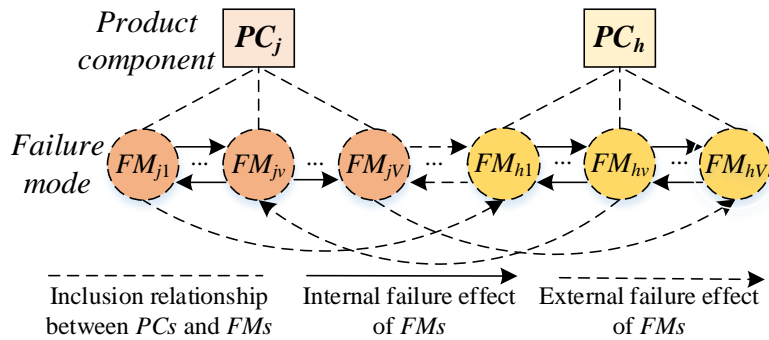 Product
component
PCj
PCh
Failure
mode
FMj1
...
FMjv
...
FMjV
...
FMh1
...
FMhv
...
FMhV
Inclusion relationship
between PCs and FMs
Internal failure effect
of FMs
External failure effect
of FMs